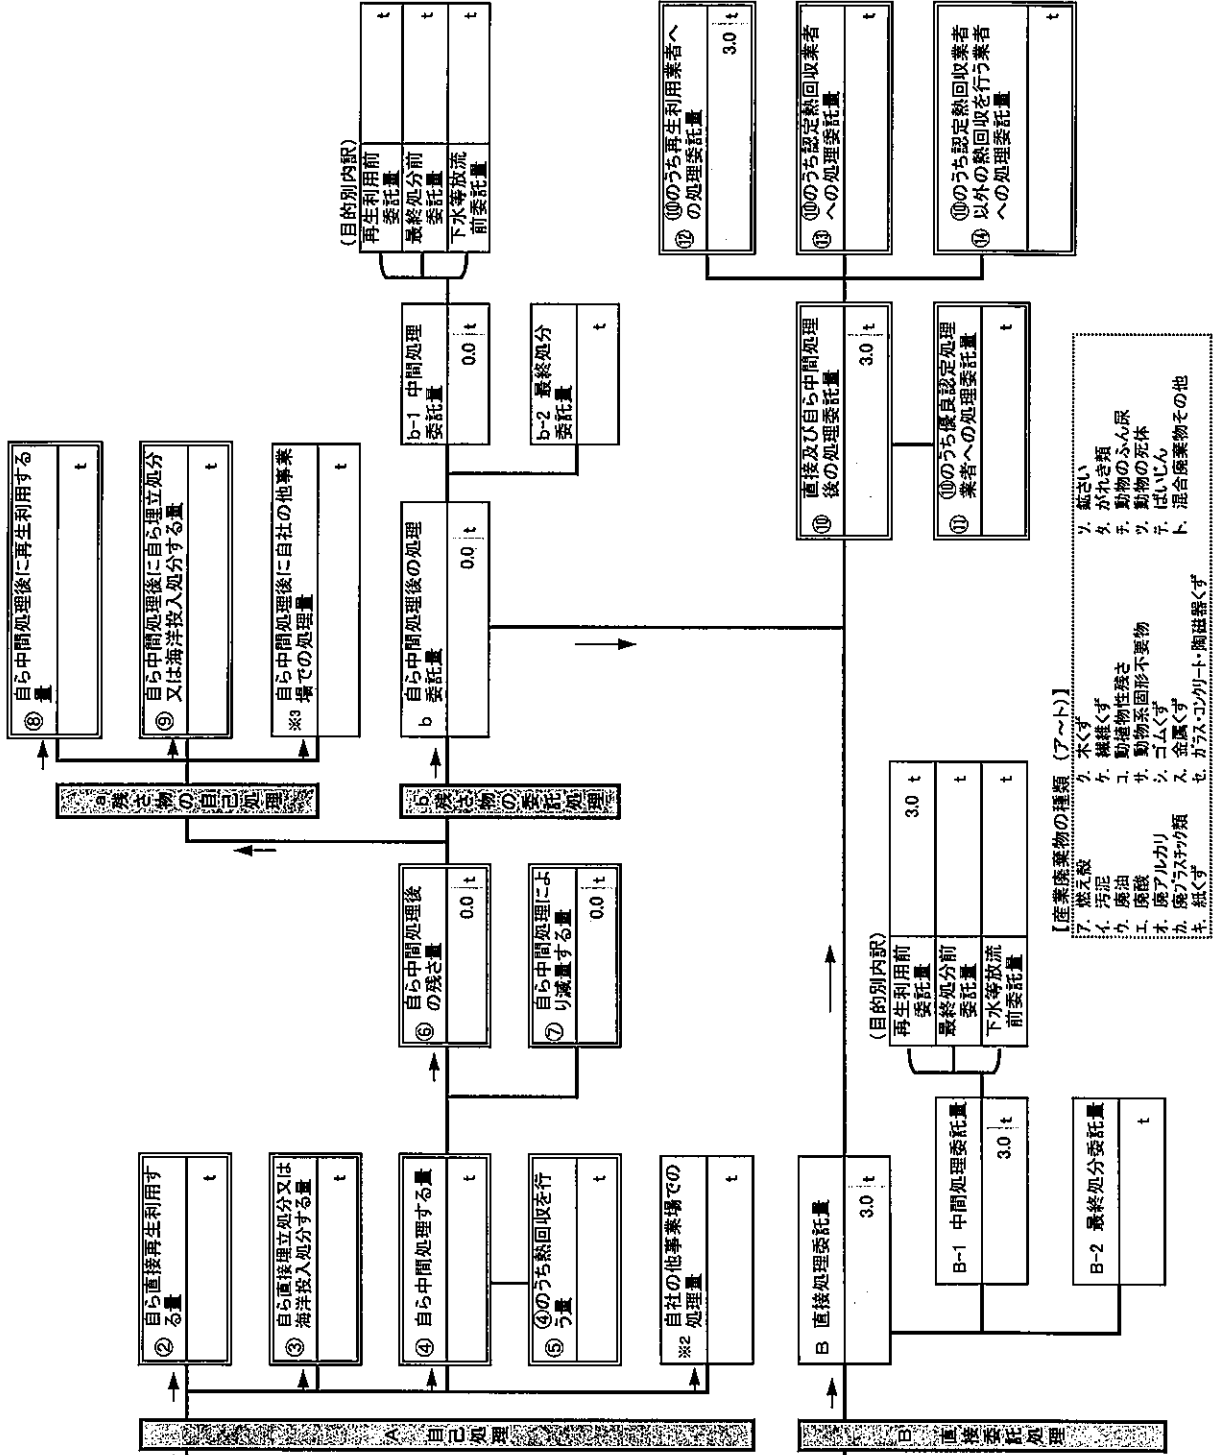 A 自己処理
② 自ら直接再生利用す
る量
t
③ 自ら直接埋立処分又は
海洋投入処分する量
t
④ 自ら中間処理する量
t
⑤ ④のうち熱回収を行
う量
t
※2 自社の他事業場での
処理量
t
⑥ 自ら中間処理後
の残さ量
0.0 t
⑦ 自ら中間処理によ
り減量する量
0.0 t
a 残さ物の自己処理
⑧ 自ら中間処理後に再生利用する
量
t
⑨ 自ら中間処理後に自ら埋立処分
又は海洋投入処分する量
t
※3 自ら中間処理後に自社の他事業
場での処理量
t
b 残さ物の委託処理
b 自ら中間処理後の処理
委託量
0.0 t
b-1 中間処理
委託量
0.0 t
b-2 最終処分
委託量
t
(目的別内訳)
再生利用前
委託量
t
最終処分前
委託量
t
下水等放流
前委託量
t
B 直接委託処理
B 直接処理委託量
3.0 t
B-1 中間処理委託量
3.0 t
B-2 最終処分委託量
t
(目的別内訳)
再生利用前
委託量
3.0 t
最終処分前
委託量
t
下水等放流
前委託量
t
⑩ 直接及び自ら中間処理
後の処理委託量
3.0 t
⑪ ⑩のうち優良認定処理
業者への処理委託量
t
⑫ ⑩のうち再生利用業者へ
の処理委託量
3.0 t
⑬ ⑩のうち認定熱回収業者
への処理委託量
t
⑭ ⑩のうち認定熱回収業者
以外の熱回収を行う業者
への処理委託量
t
【産業廃棄物の種類 (ア～ト)】
ア. 燃え殻
イ. 汚泥
ウ. 廃油
エ. 廃酸
オ. 廃アルカリ
カ. 廃プラスチック類
キ. 紙くず
ク. 木くず
ケ. 繊維くず
コ. 動植物性残さ
サ. 動物系固形不要物
シ. ゴムくず
ス. 金属くず
セ. ガラス・コンクリート・陶磁器くず
ソ. 鉱さい
タ. がれき類
チ. 動物のふん尿
ツ. 動物の死体
テ. ばいじん
ト. 混合廃棄物その他